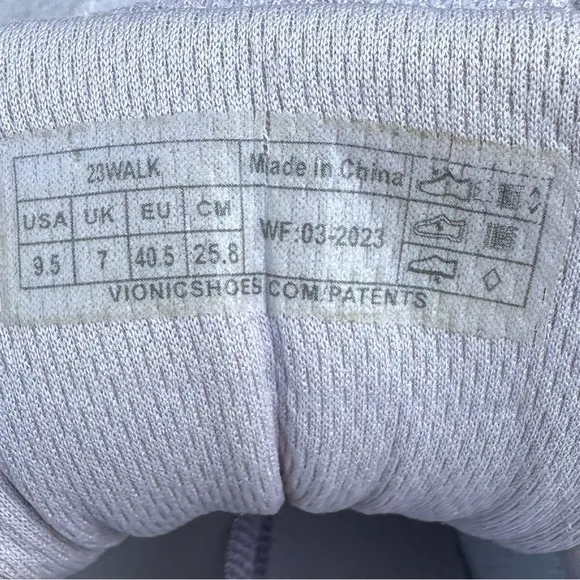 23WALK Made in China
USA UK EU CM
WF:03-2023
9.5 7 40.5 25.8
VIONICSHOES.COM/PATENTS